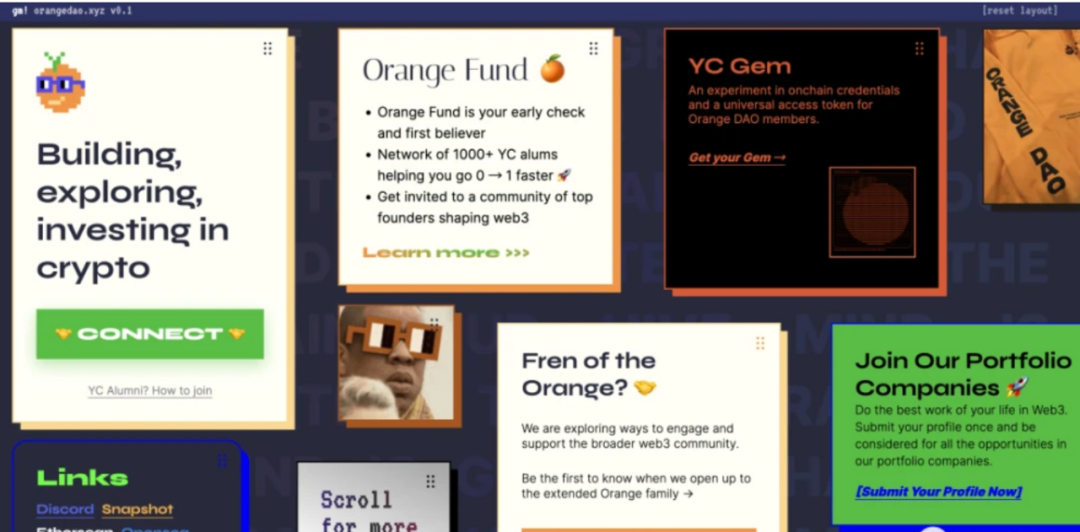 gm! orangedao.xyz v0.1
[reset layout]
Building,
exploring,
investing in
crypto
CONNECT
YC Alumni? How to join
Orange Fund
Orange Fund is your early check
and first believer
Network of 1000+ YC alums
helping you go 0 → 1 faster 🚀
Get invited to a community of top
founders shaping web3
Learn more >>>
YC Gem
An experiment in onchain credentials
and a universal access token for
Orange DAO members.
Get your Gem →
ORANGE DAO
Fren of the
Orange?
We are exploring ways to engage and
support the broader web3 community.
Be the first to know when we open up to
the extended Orange family →
Join Our Portfolio
Companies 🚀
Do the best work of your life in Web3.
Submit your profile once and be
considered for all the opportunities in
our portfolio companies.
[Submit Your Profile Now]
Links
Discord Snapshot
Etherscan Opensea
Scroll
for more